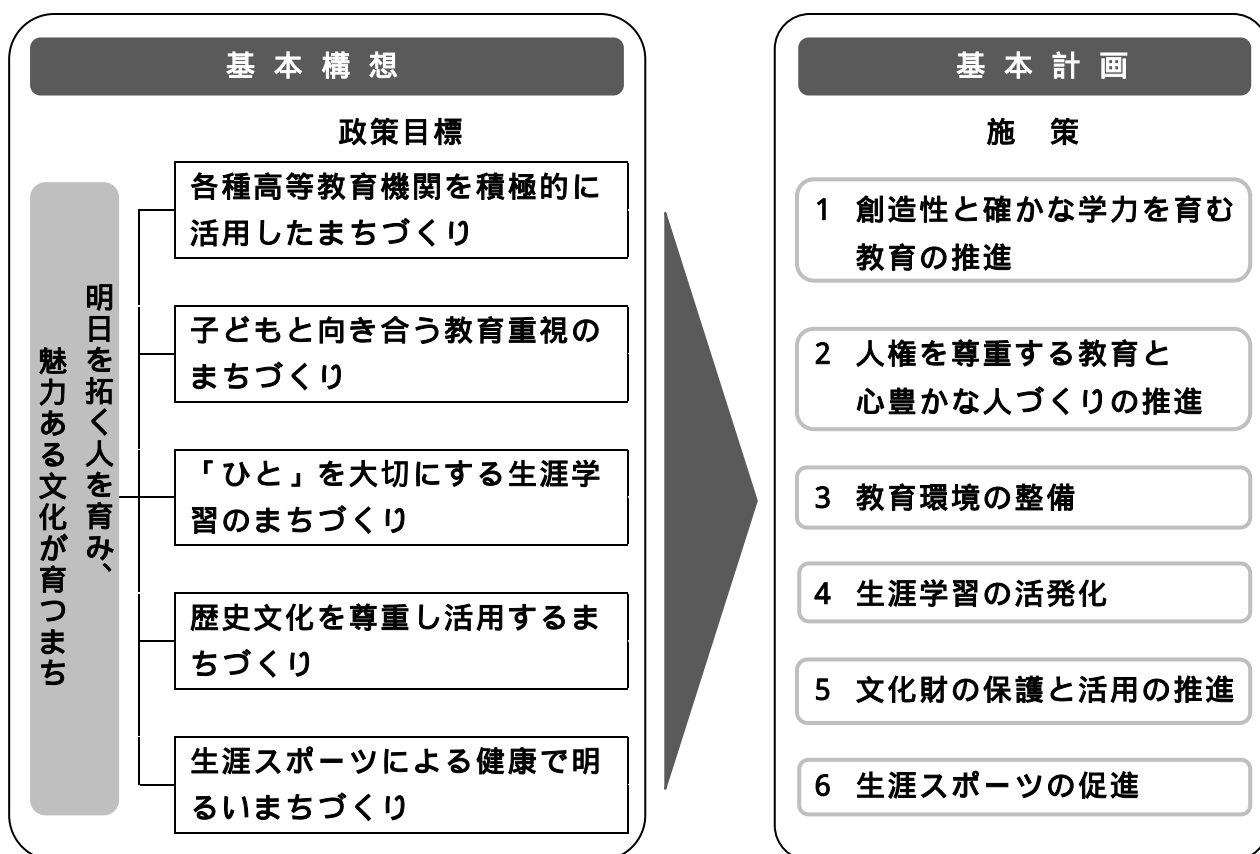 基本構想
政策目標
明日を拓く人を育み、
魅力ある文化が育つまち
各種高等教育機関を積極的に
活用したまちづくり
子どもと向き合う教育重視の
まちづくり
「ひと」を大切にする生涯学
習のまちづくり
歴史文化を尊重し活用するま
ちづくり
生涯スポーツによる健康で明
るいまちづくり
基本計画
施 策
1 創造性と確かな学力を育む
教育の推進
2 人権を尊重する教育と
心豊かな人づくりの推進
3 教育環境の整備
4 生涯学習の活発化
5 文化財の保護と活用の推進
6 生涯スポーツの促進